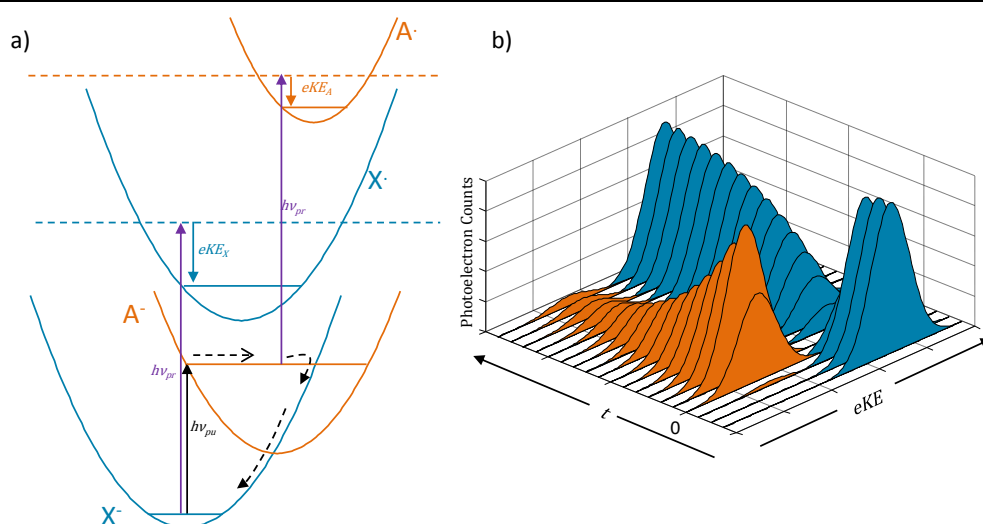 a)
A·
eKE_A
X·
hν_pr
eKE_X
A⁻
hν_pr
hν_pu
X⁻
b)
Photoelectron Counts
t
0
eKE